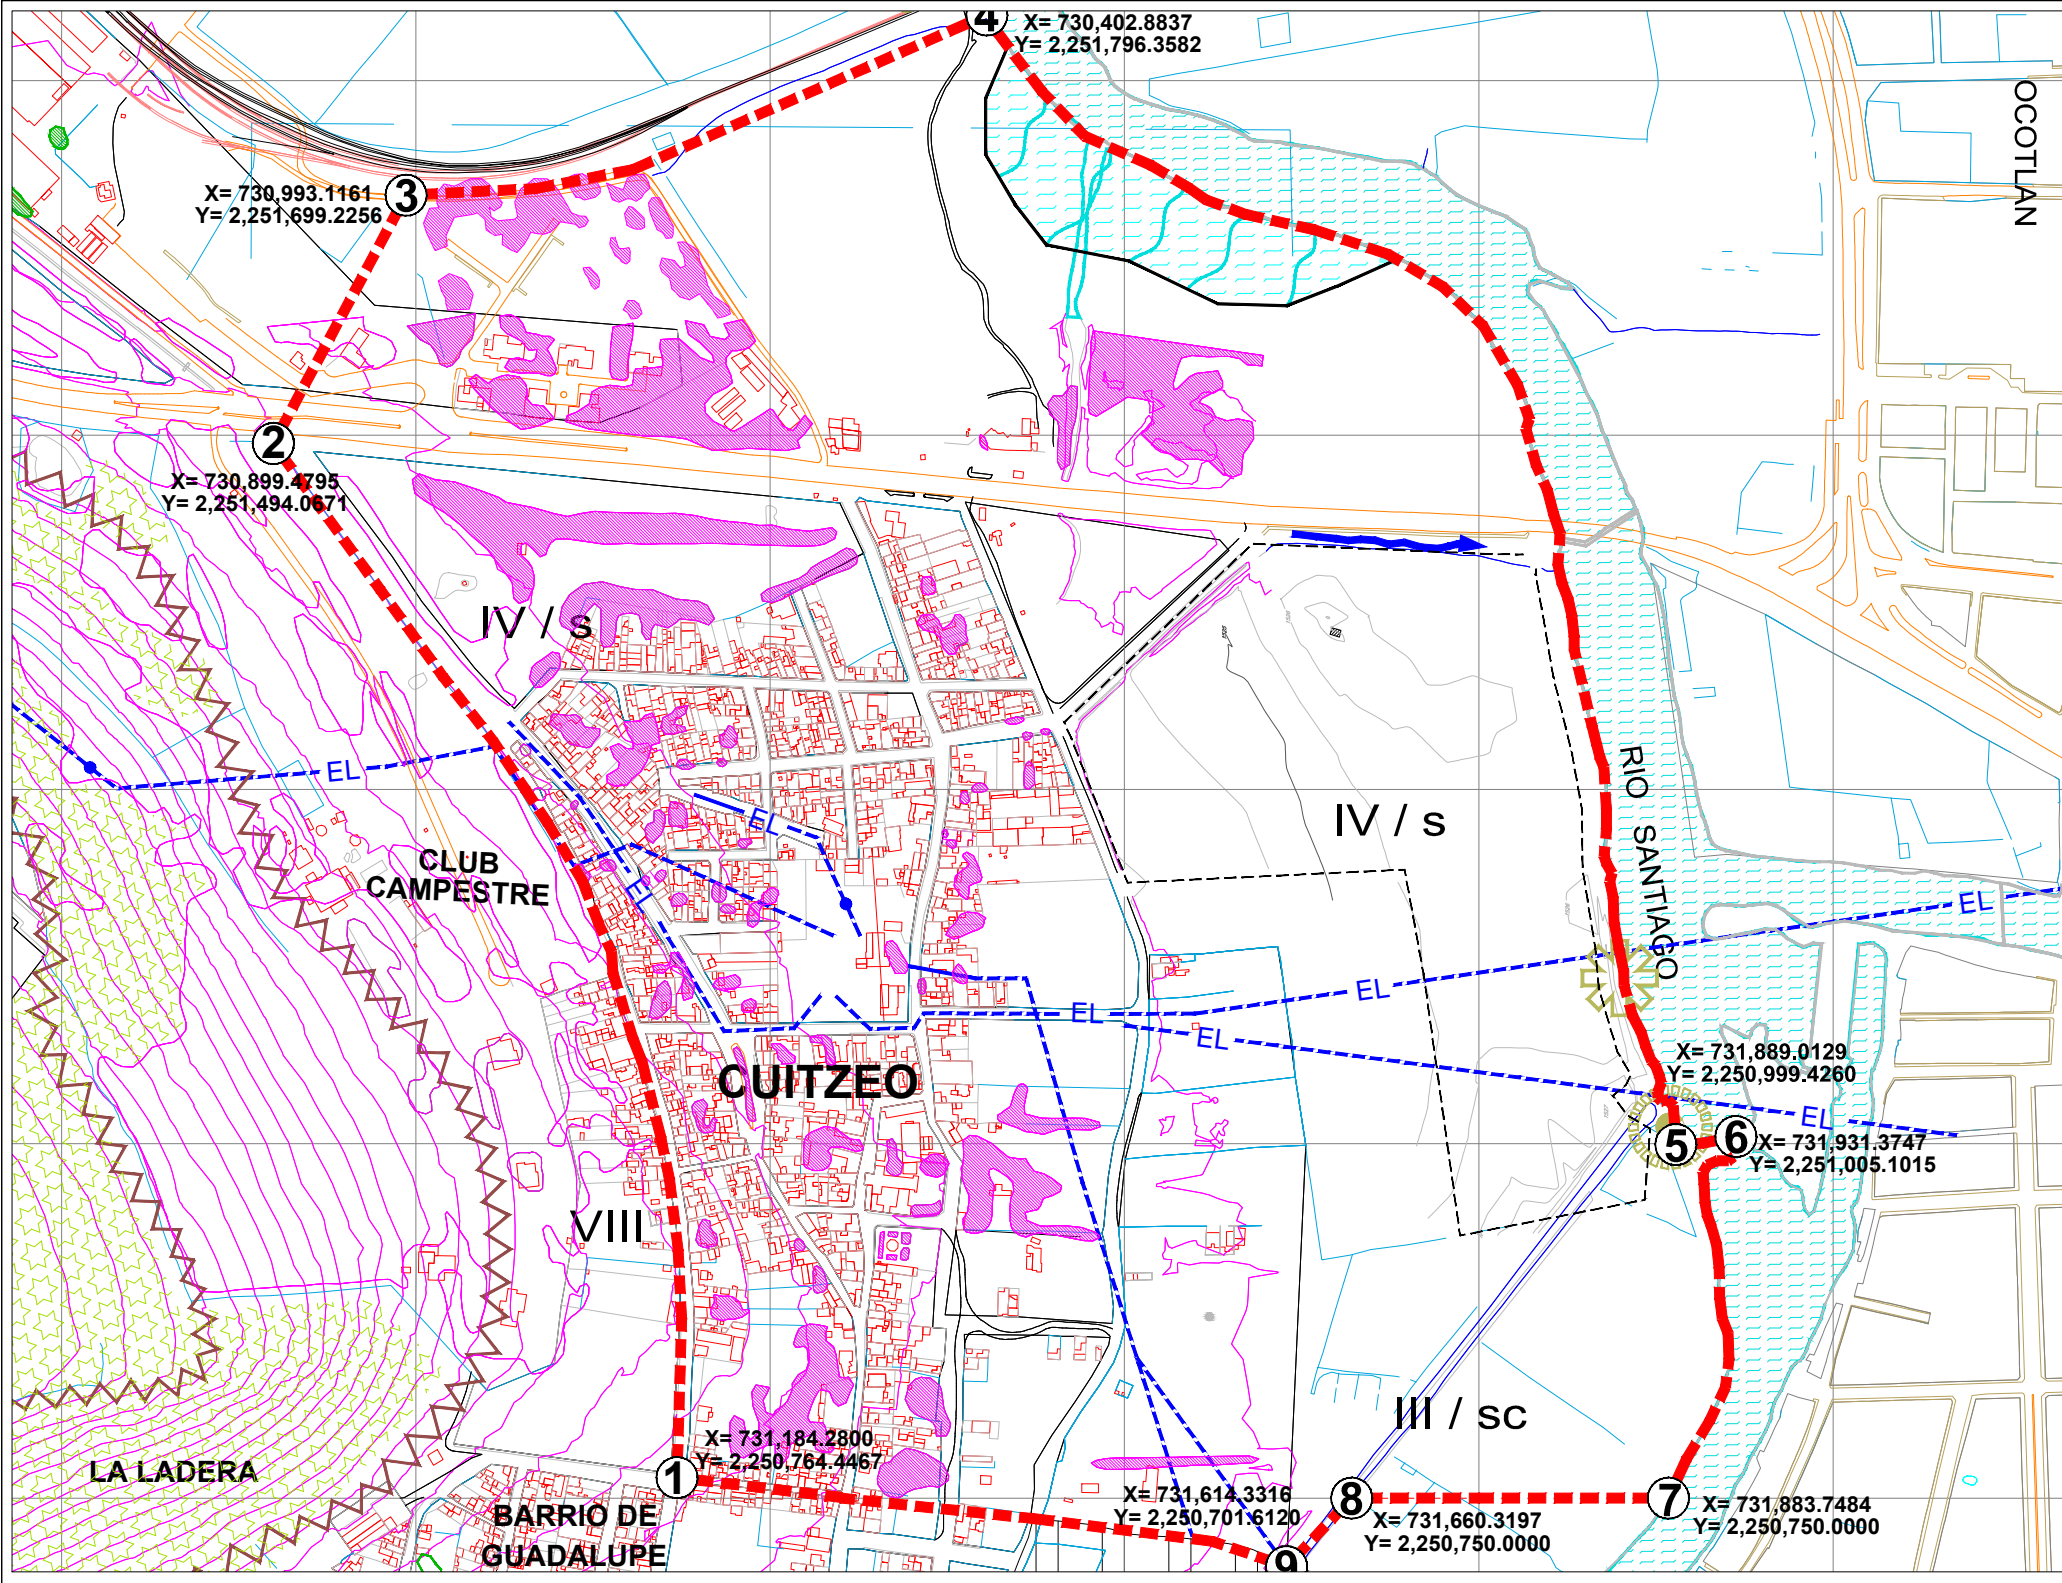 4
X= 730,402.8837
Y= 2,251,796.3582
OCOTLAN
X= 730,993.1161
Y= 2,251,699.2256
3
2
X= 730,899.4795
Y= 2,251,494.0671
IV / s
EL
EL
RIO SANTIAGO
IV / s
CLUB
CAMPESTRE
EL
EL
EL
EL
EL
CUITZEO
X= 731,889.0129
Y= 2,250,999.4260
EL
5
6
X= 731,931.3747
Y= 2,251,005.1015
VIII
III / sc
X= 731,184.2800
Y= 2,250,764.4467
LA LADERA
1
BARRIO DE
GUADALUPE
X= 731,614.3316
Y= 2,250,701.6120
9
8
X= 731,660.3197
Y= 2,250,750.0000
7
X= 731,883.7484
Y= 2,250,750.0000